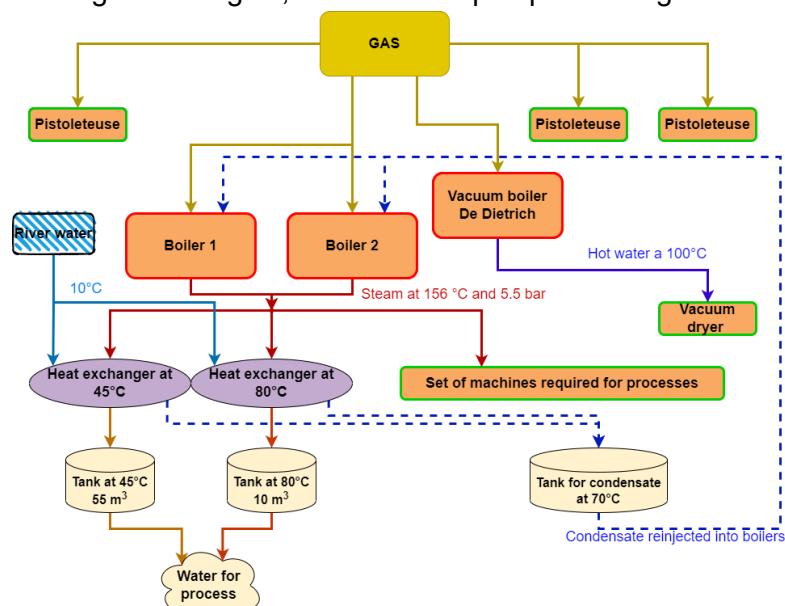 GAS
Pistoleteuse
Pistoleteuse
Pistoleteuse
Vacuum boiler
De Dietrich
River water
Boiler 1
Boiler 2
Hot water a 100°C
10°C
Steam at 156 °C and 5.5 bar
Vacuum
dryer
Heat exchanger at
45°C
Heat exchanger at
80°C
Set of machines required for processes
Tank at 45°C
55 m³
Tank at 80°C
10 m³
Tank for condensate
at 70°C
Condensate reinjected into boilers
Water for
process